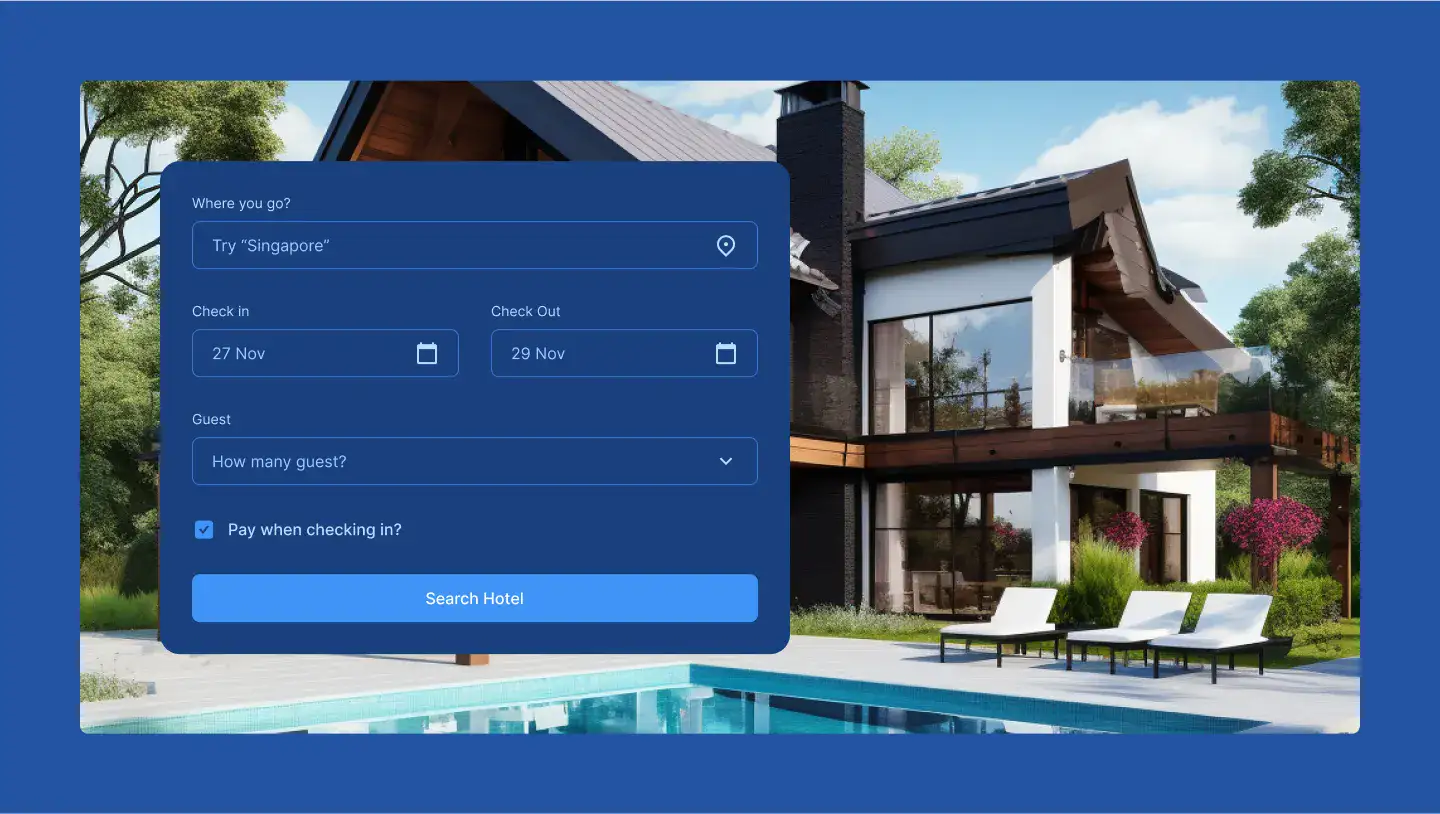 Where you go?
Try “Singapore”
Check in
Check Out
27 Nov
29 Nov
Guest
How many guest?
Pay when checking in?
Search Hotel